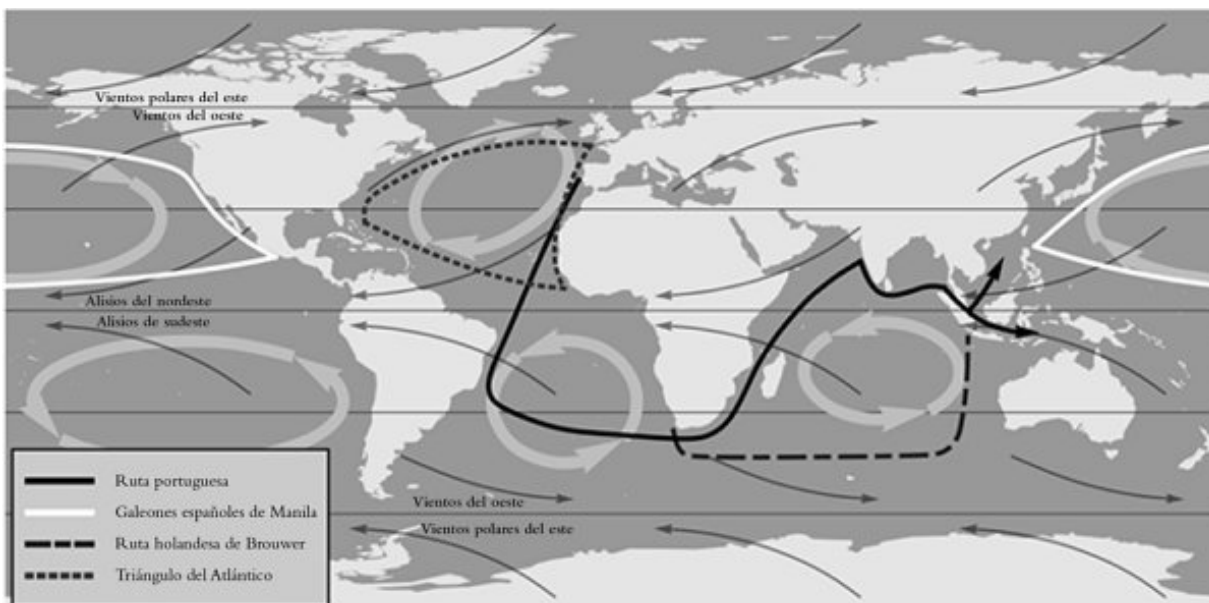 Vientos polares del este
Vientos del oeste
Alisios del nordeste
Alisios de sudeste
Vientos del oeste
Vientos polares del este
Ruta portuguesa
Galeones españoles de Manila
Ruta holandesa de Brouwer
Triángulo del Atlántico